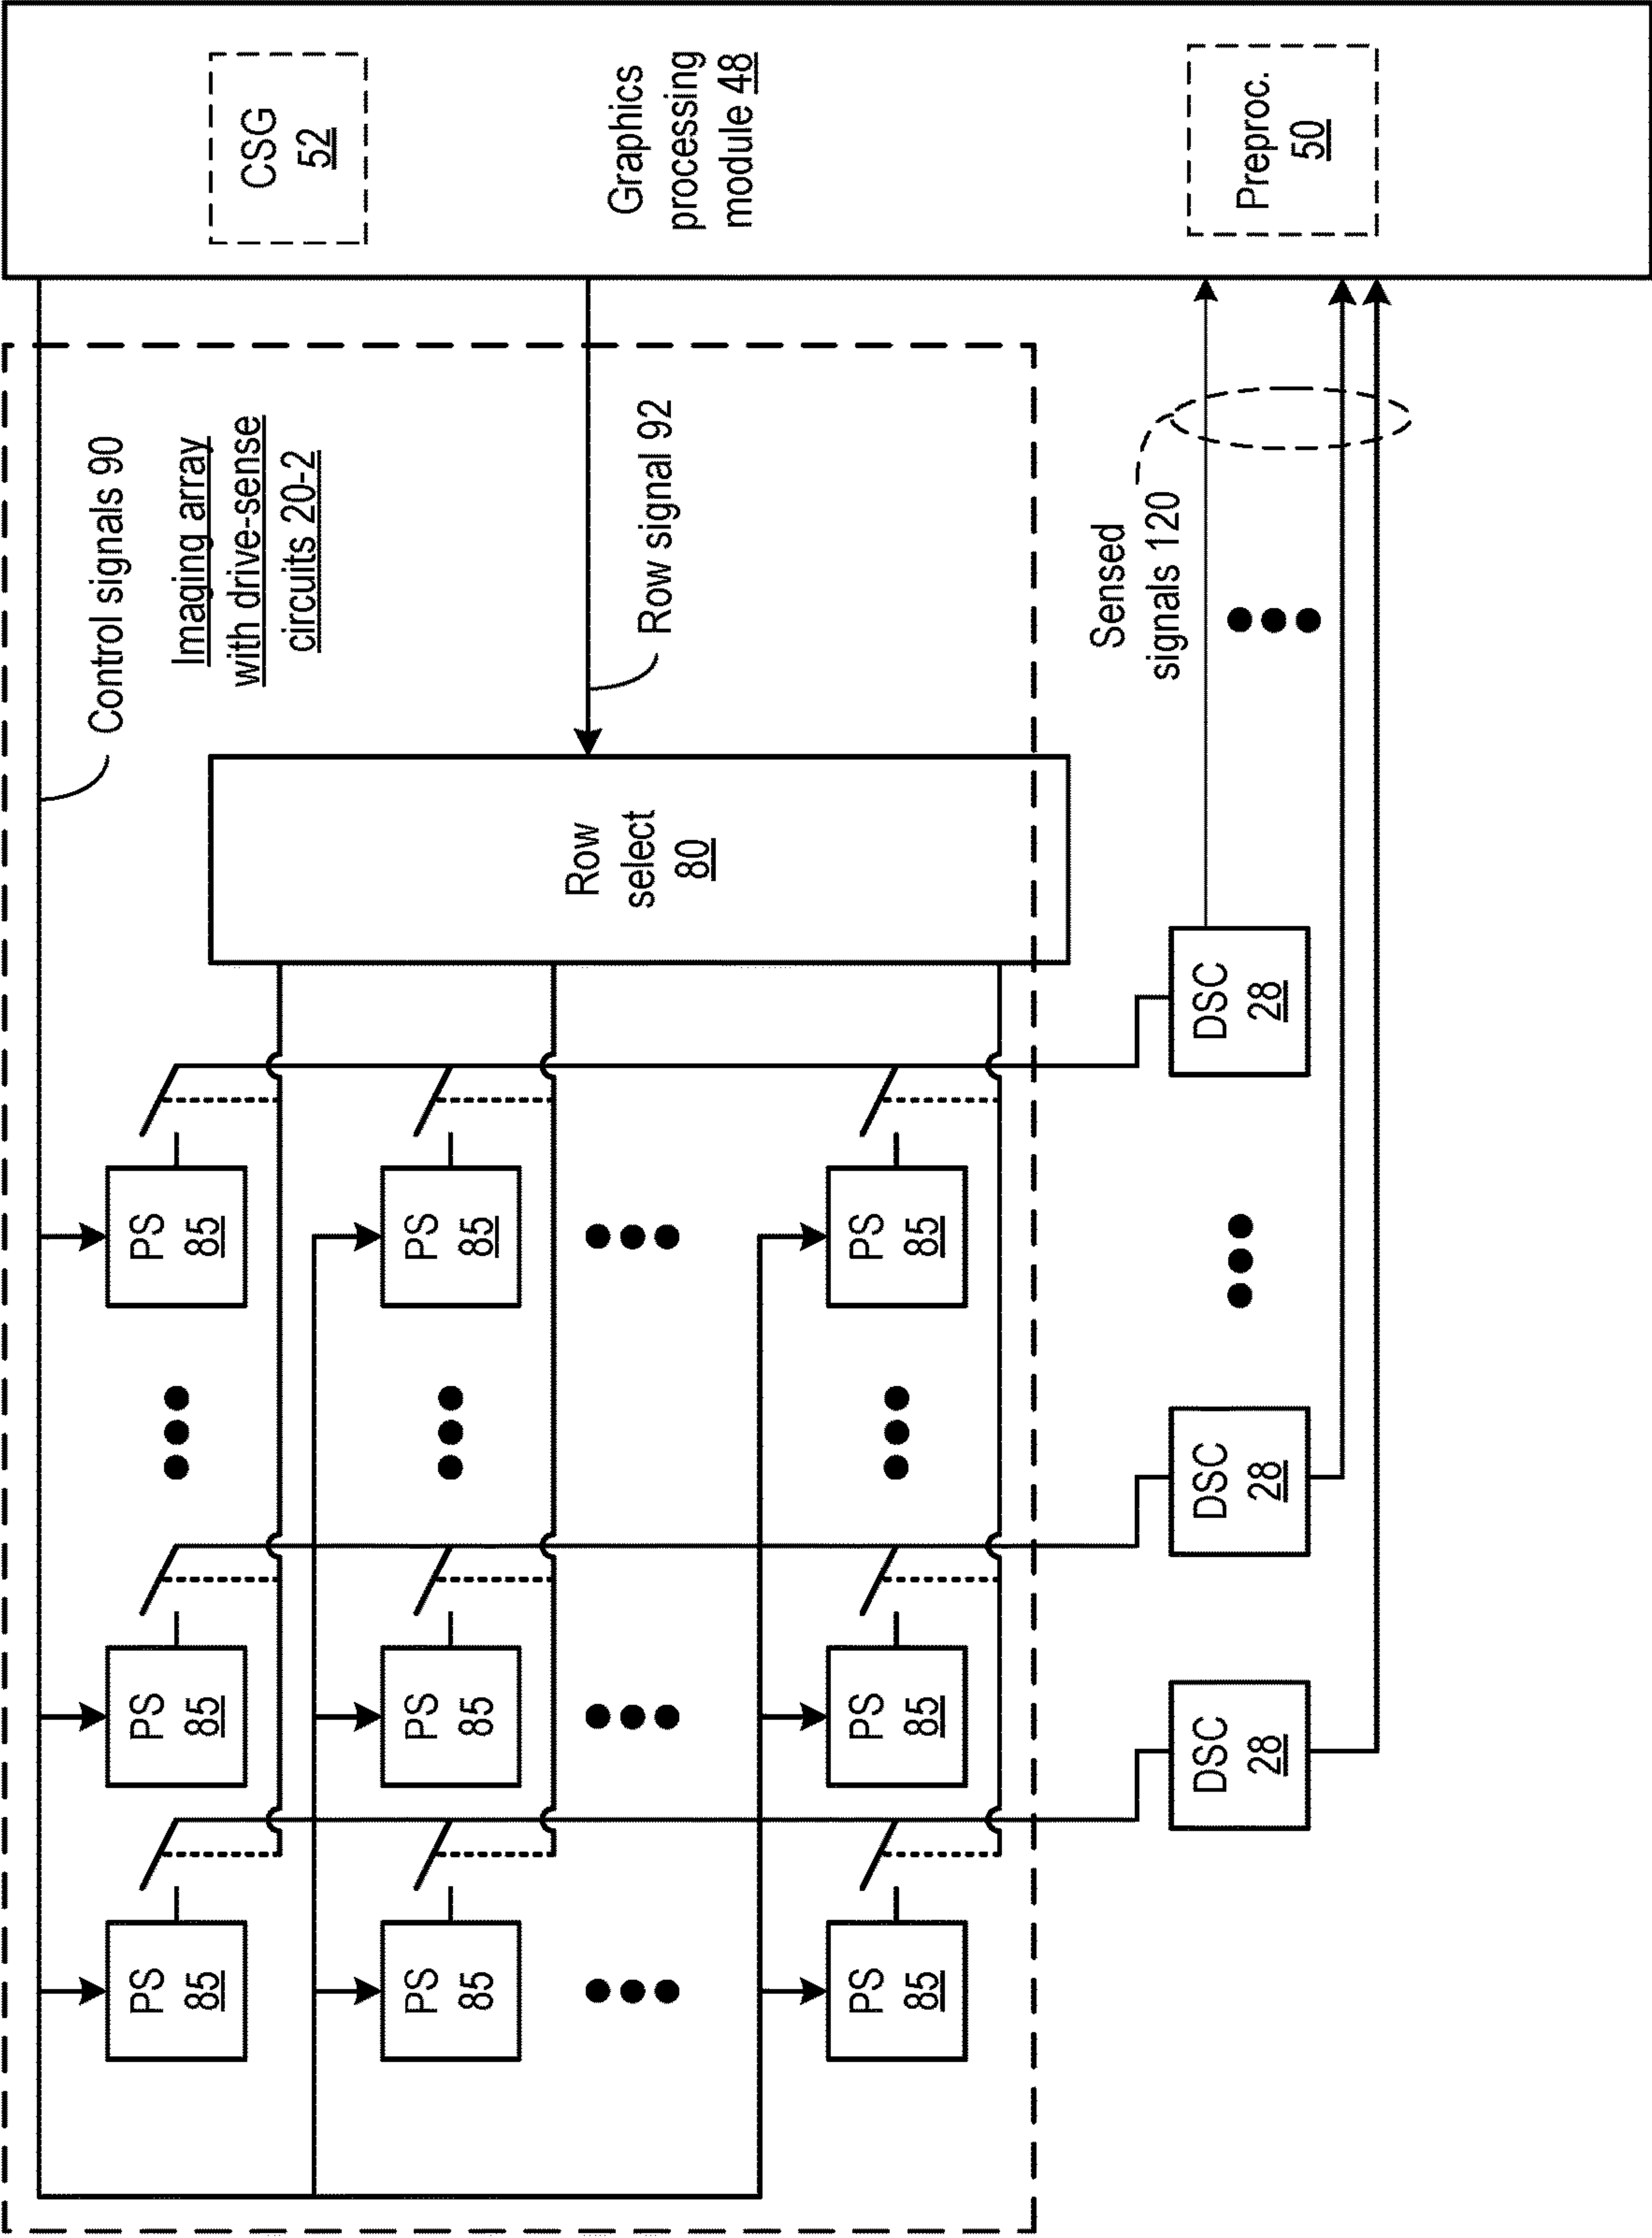 Control signals 90
Imaging array
with drive-sense
circuits 20-2
CSG
52
Graphics
processing
module 48
Preproc.
50
Row signal 92
Row
select
80
Sensed
signals 120
PS
85
PS
85
PS
85
PS
85
PS
85
PS
85
PS
85
PS
85
PS
85
DSC
28
DSC
28
DSC
28